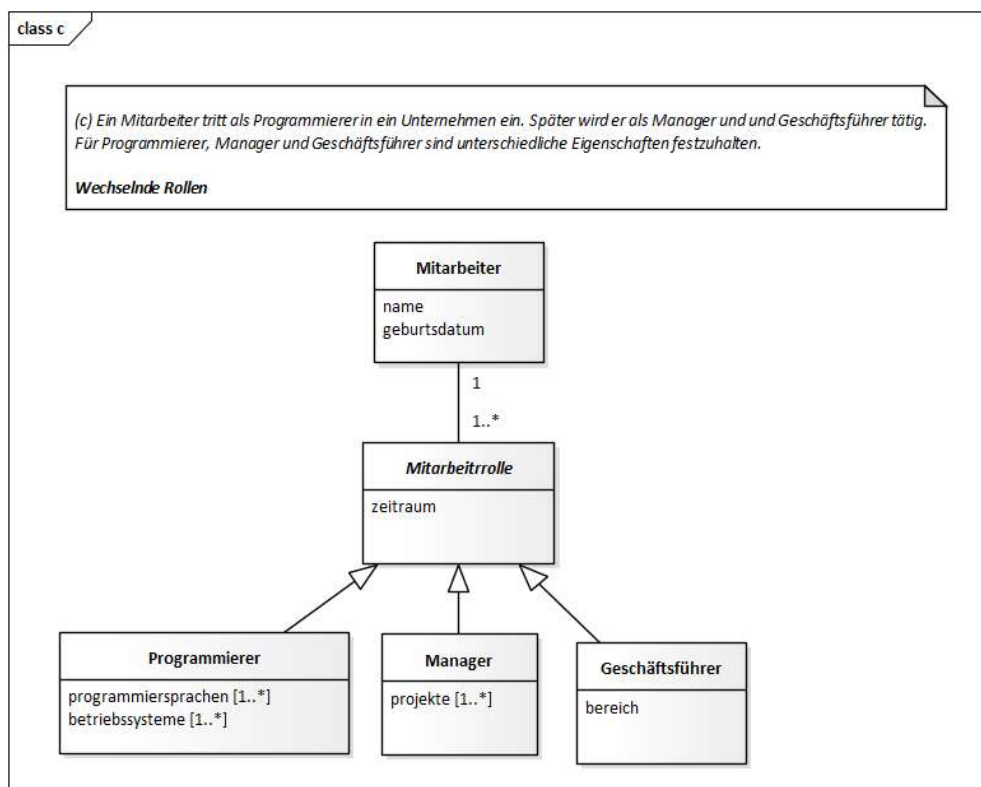 class c
(c) Ein Mitarbeiter tritt als Programmierer in ein Unternehmen ein. Später wird er als Manager und und Geschäftsführer tätig.
Für Programmierer, Manager und Geschäftsführer sind unterschiedliche Eigenschaften festzuhalten.
Wechselnde Rollen
Mitarbeiter
name
geburtsdatum
1
1..*
Mitarbeitrrolle
zeitraum
Programmierer
programmiersprachen [1..*]
betriebssysteme [1..*]
Manager
projekte [1..*]
Geschäftsführer
bereich